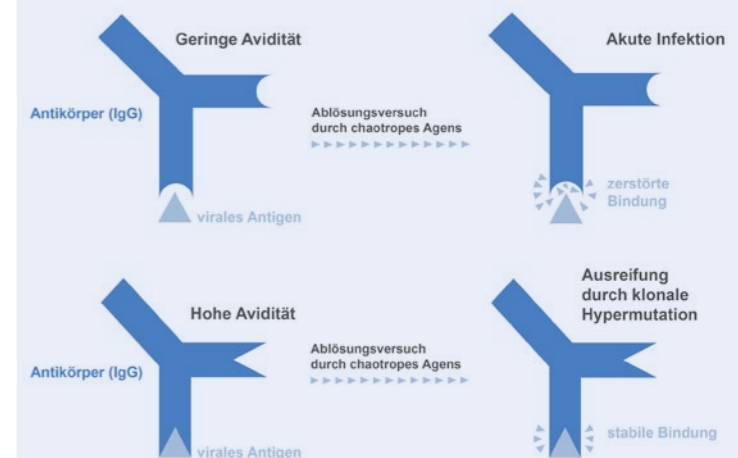 Geringe Avidität
Akute Infektion
Antikörper (IgG)
Ablösungsversuch
durch chaotropes Agens
virales Antigen
zerstörte
Bindung
Hohe Avidität
Ausreifung
durch klonale
Hypermutation
Antikörper (IgG)
Ablösungsversuch
durch chaotropes Agens
virales Antigen
stabile Bindung